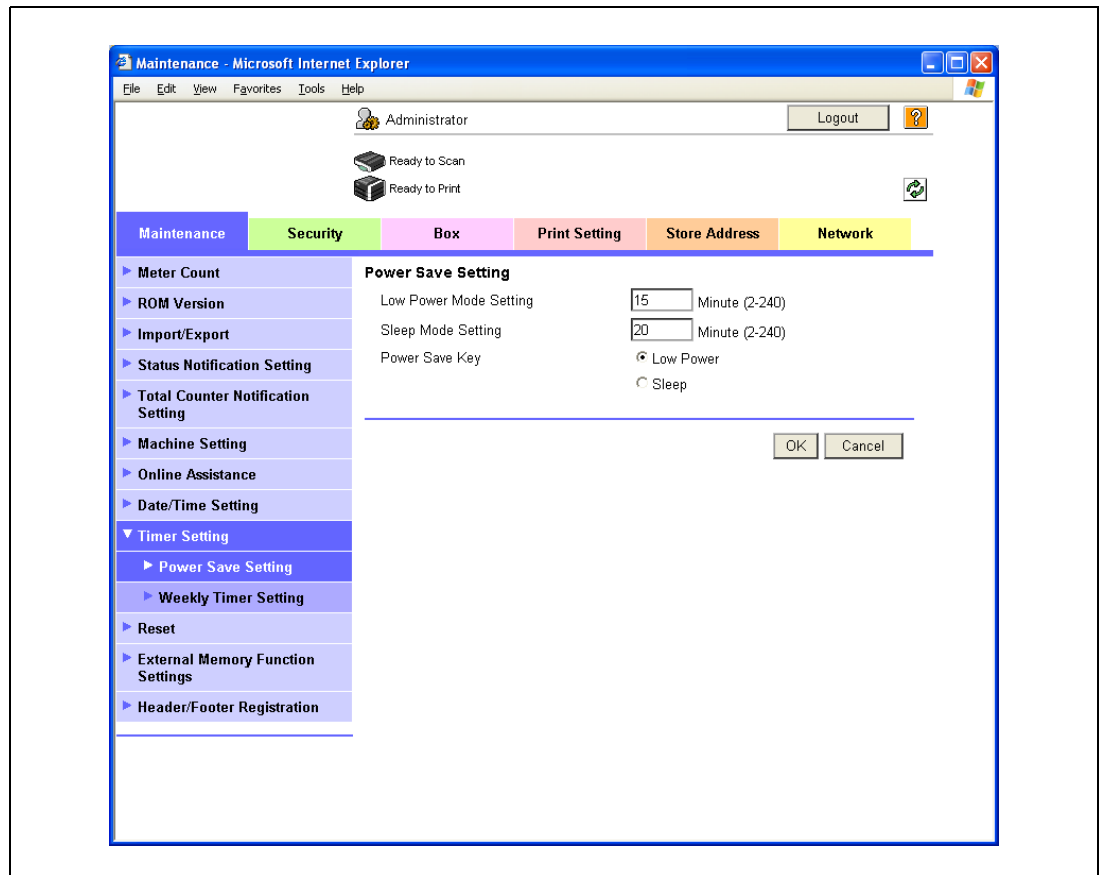 Maintenance - Microsoft Internet Explorer
File Edit View Favorites Tools Help
Administrator
Logout
?
Ready to Scan
Ready to Print
Maintenance Security Box Print Setting Store Address Network
Meter Count
ROM Version
Import/Export
Status Notification Setting
Total Counter Notification
Setting
Machine Setting
Online Assistance
Date/Time Setting
Timer Setting
Power Save Setting
Weekly Timer Setting
Reset
External Memory Function
Settings
Header/Footer Registration
Power Save Setting
Low Power Mode Setting 15 Minute (2-240)
Sleep Mode Setting 20 Minute (2-240)
Power Save Key Low Power
Sleep
OK Cancel